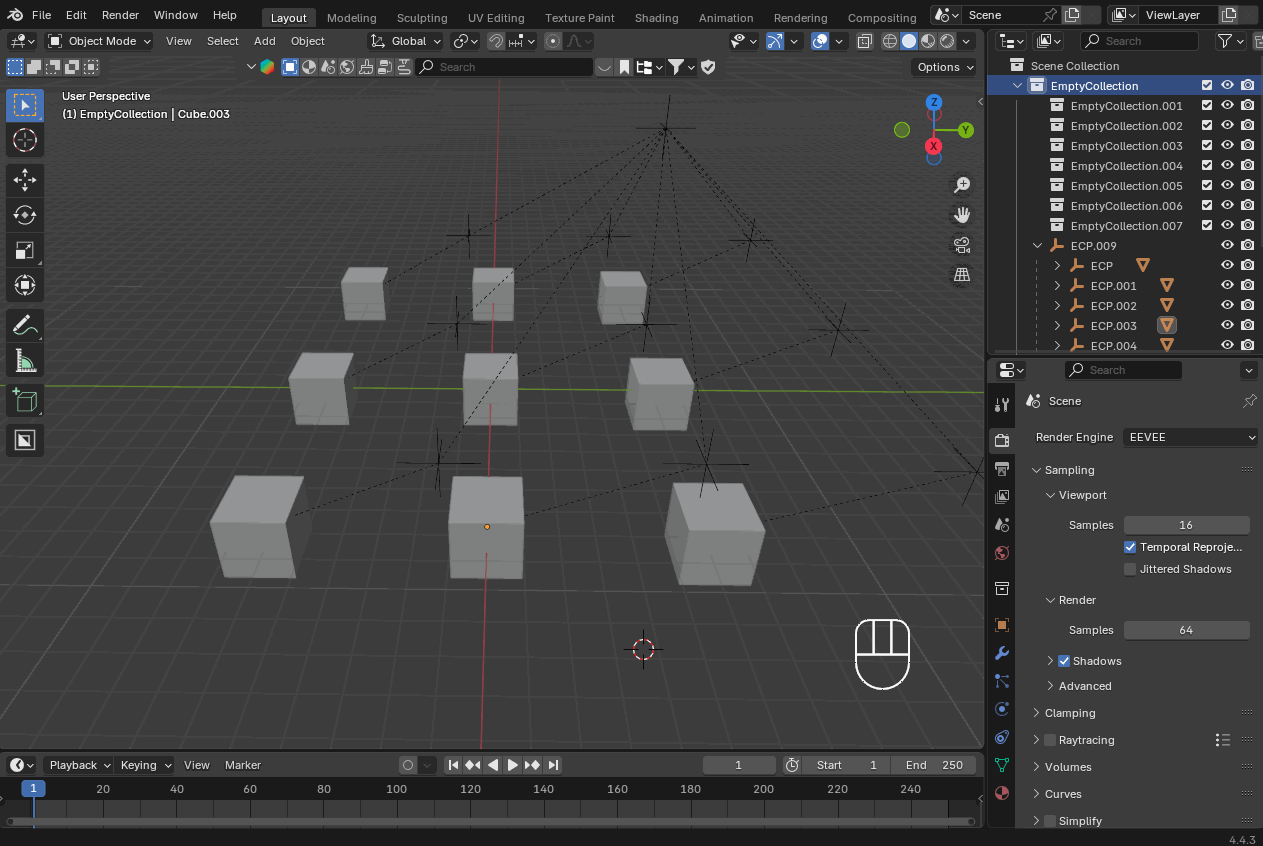 File Edit Render Window Help Layout Modeling Sculpting UV Editing Texture Paint Shading Animation Rendering Compositing Scene ViewLayer
Object Mode View Select Add Object Global Search
Search Options
User Perspective
(1) EmptyCollection | Cube.003
Z
Y
X
Scene Collection
EmptyCollection
EmptyCollection.001
EmptyCollection.002
EmptyCollection.003
EmptyCollection.004
EmptyCollection.005
EmptyCollection.006
EmptyCollection.007
ECP.009
ECP
ECP.001
ECP.002
ECP.003
ECP.004
Search
Scene
Render Engine EEVEE
Sampling
Viewport
Samples 16
Temporal Reproje...
Jittered Shadows
Render
Samples 64
Shadows
Advanced
Clamping
Raytracing
Volumes
Curves
Simplify
Playback Keying View Marker 1 Start 1 End 250
1 20 40 60 80 100 120 140 160 180 200 220 240
4.4.3